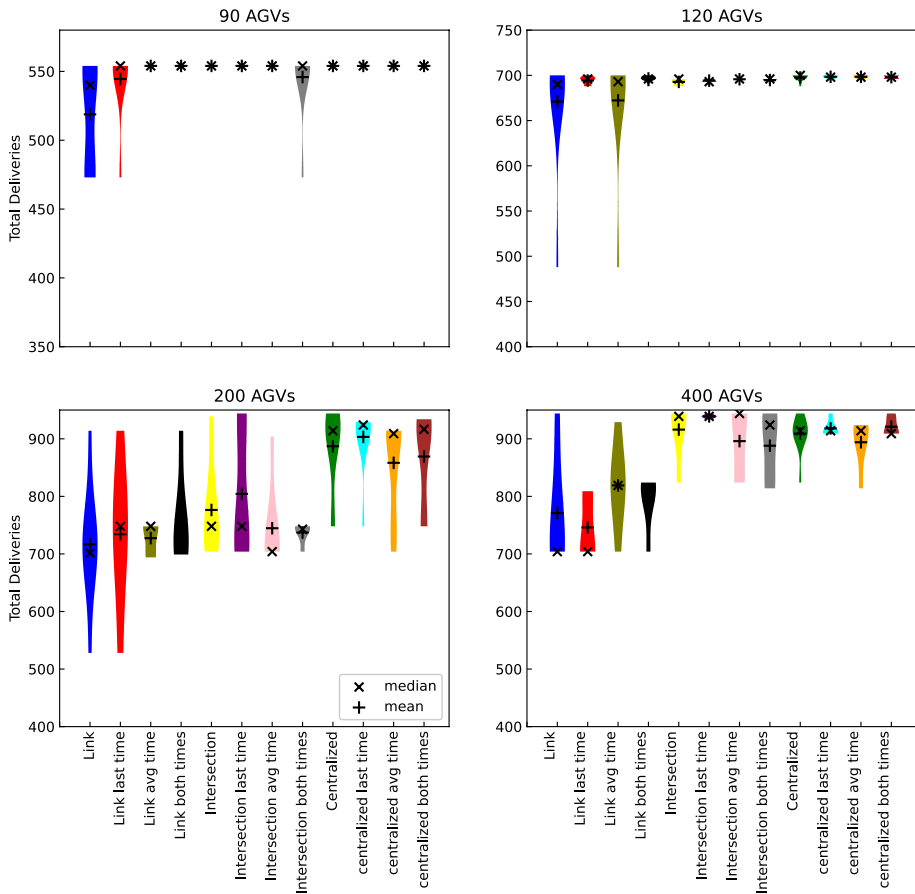 90 AGVs
Total Deliveries
550
500
450
400
350
120 AGVs
750
700
650
600
550
500
450
400
200 AGVs
Total Deliveries
900
800
700
600
500
400
median
mean
Link
Link last time
Link avg time
Link both times
Intersection
Intersection last time
Intersection avg time
Intersection both times
Centralized
centralized last time
centralized avg time
centralized both times
400 AGVs
900
800
700
600
500
400
Link
Link last time
Link avg time
Link both times
Intersection
Intersection last time
Intersection avg time
Intersection both times
Centralized
centralized last time
centralized avg time
centralized both times